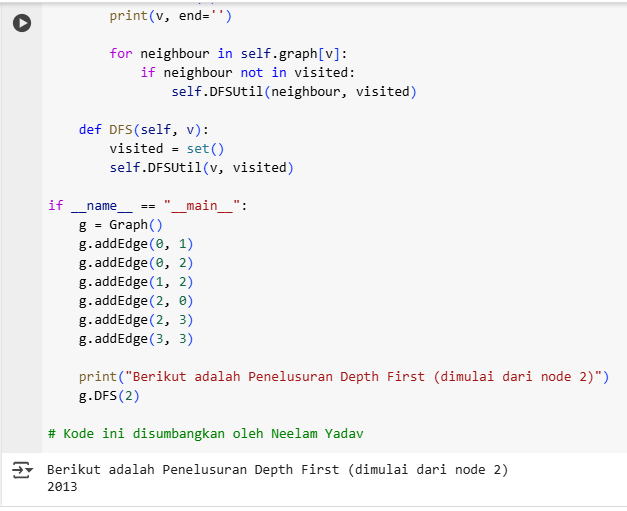 print(v, end='')
for neighbour in self.graph[v]:
if neighbour not in visited:
self.DFSUtil(neighbour, visited)
def DFS(self, v):
visited = set()
self.DFSUtil(v, visited)
if __name__ == "__main__":
g = Graph()
g.addEdge(0, 1)
g.addEdge(0, 2)
g.addEdge(1, 2)
g.addEdge(2, 0)
g.addEdge(2, 3)
g.addEdge(3, 3)
print("Berikut adalah Penelusuran Depth First (dimulai dari node 2)")
g.DFS(2)
# Kode ini disumbangkan oleh Neelam Yadav
Berikut adalah Penelusuran Depth First (dimulai dari node 2)
2013